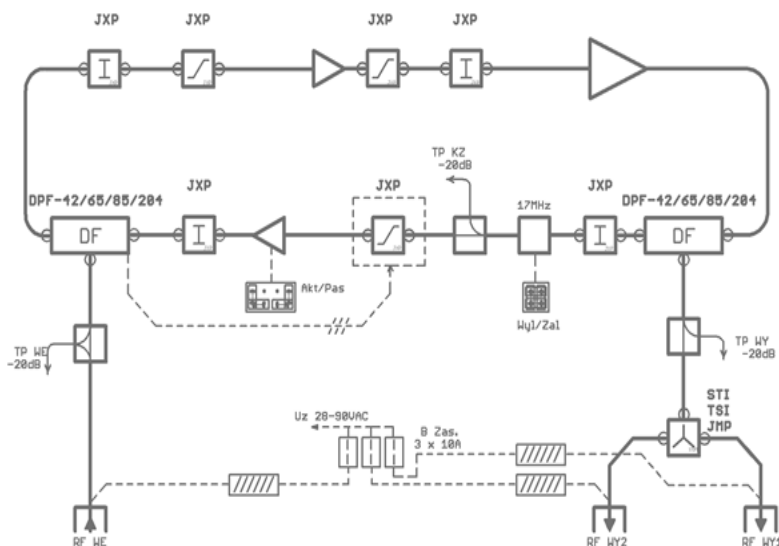 JXP
JXP
JXP
JXP
TP KZ
-20dB
DPF-42/65/85/204
JXP
JXP
17MHz
JXP
DPF-42/65/85/204
DF
DF
Akt/Pas
Wyl/Zal
TP WE
-20dB
TP WY
-20dB
STI
TSI
JMP
Uz 28-90VAC
B Zas.
3 x 10A
RF WE
RF WY2
RF WY1